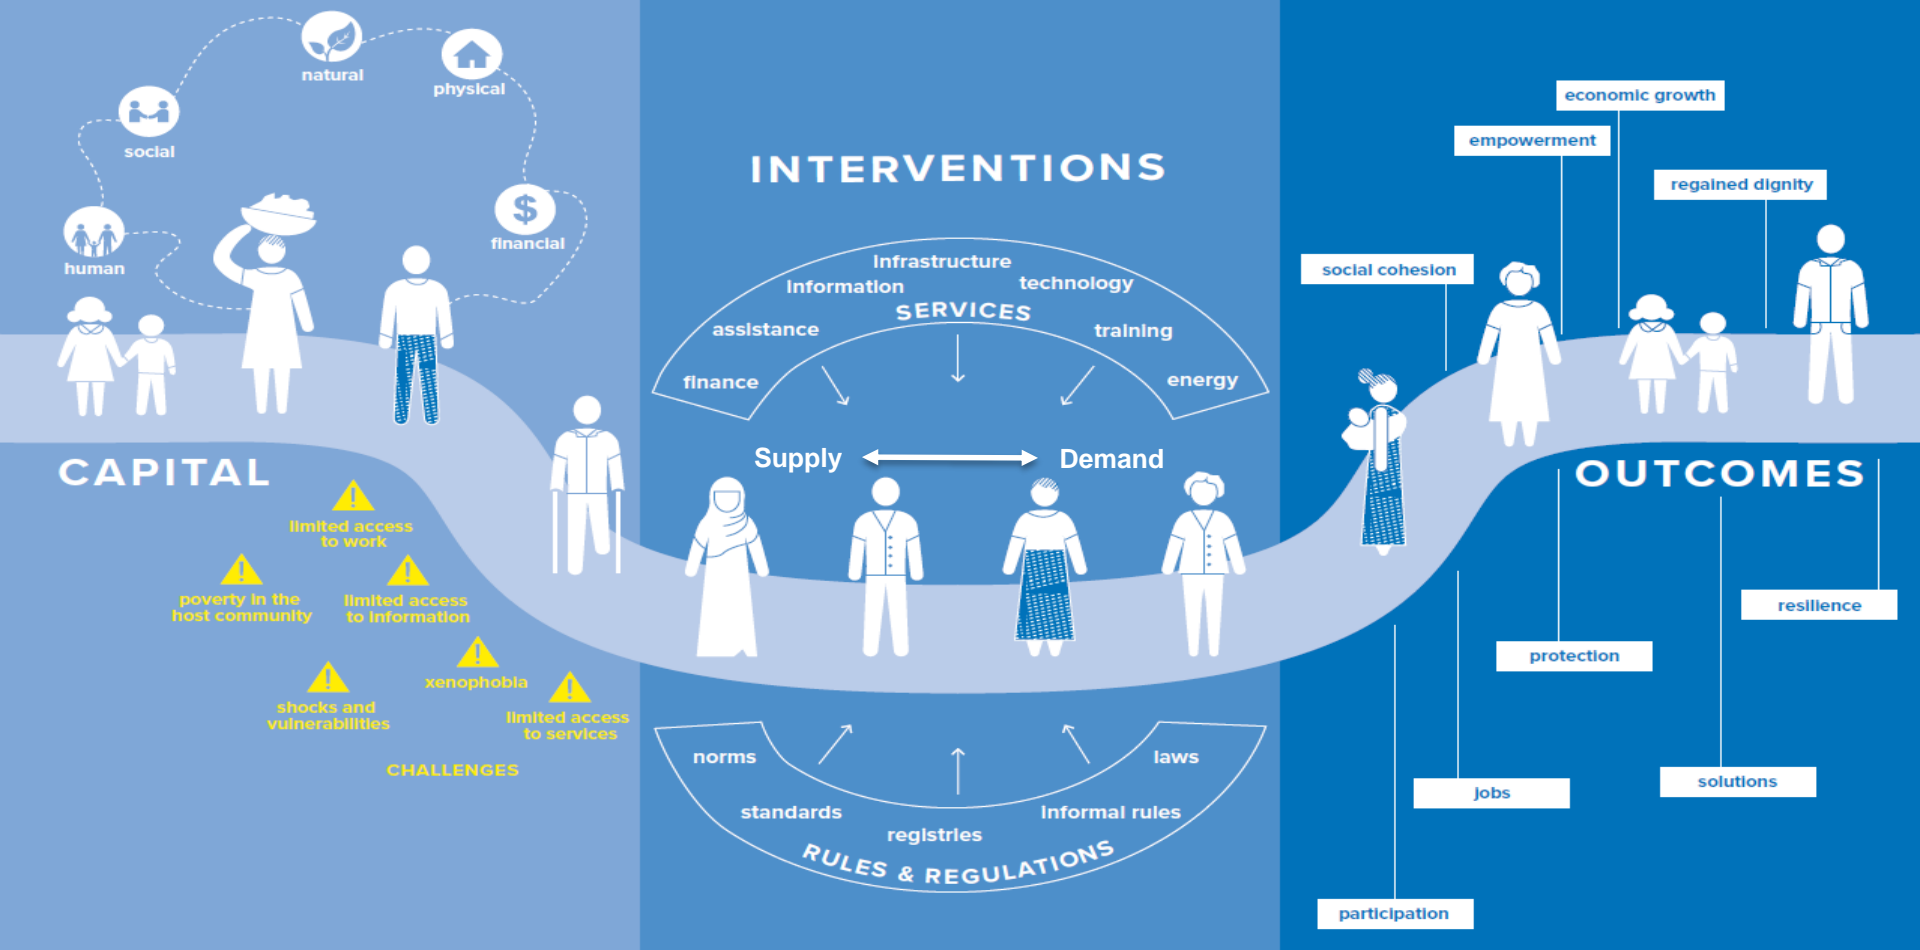 natural
physical
social
$
financial
human
CAPITAL
!
limited access
to work
!
poverty in the
host community
!
limited access
to information
!
xenophobia
!
shocks and
vulnerabilities
!
limited access
to services
CHALLENGES
INTERVENTIONS
infrastructure
information
technology
SERVICES
assistance
training
finance
energy
Supply
Demand
norms
laws
standards
informal rules
registries
RULES & REGULATIONS
economic growth
empowerment
regained dignity
social cohesion
OUTCOMES
resilience
protection
solutions
jobs
participation